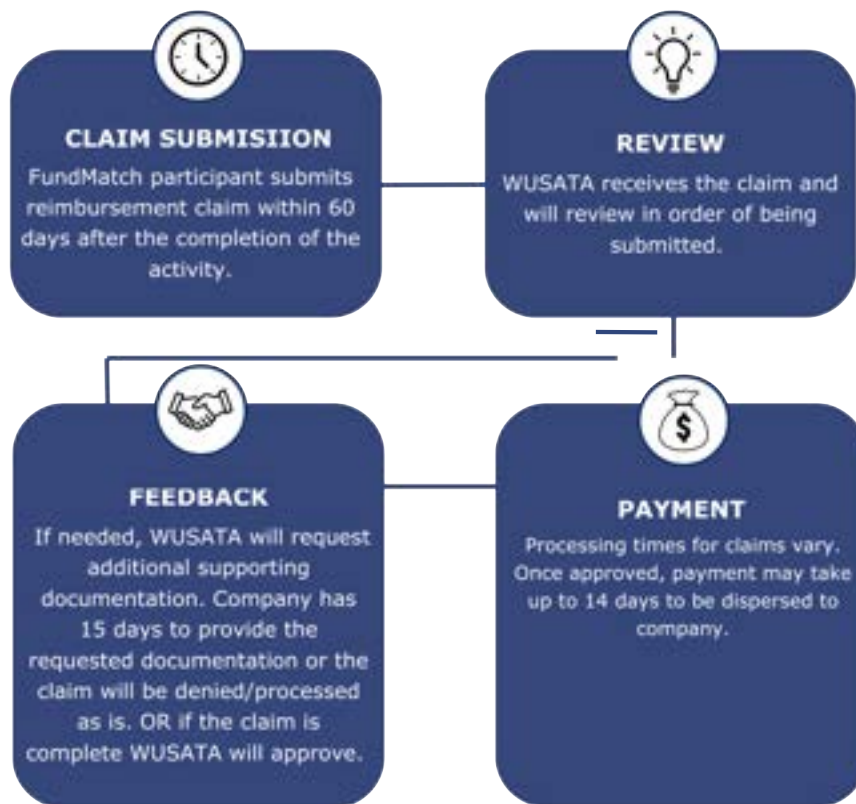 CLAIM SUBMISIION
FundMatch participant submits
reimbursement claim within 60
days after the completion of the
activity.
REVIEW
WUSATA receives the claim and
will review in order of being
submitted.
FEEDBACK
If needed, WUSATA will request
additional supporting
documentation. Company has
15 days to provide the
requested documentation or the
claim will be denied/processed
as is. OR if the claim is
complete WUSATA will approve.
$
PAYMENT
Processing times for claims vary.
Once approved, payment may take
up to 14 days to be dispersed to
company.